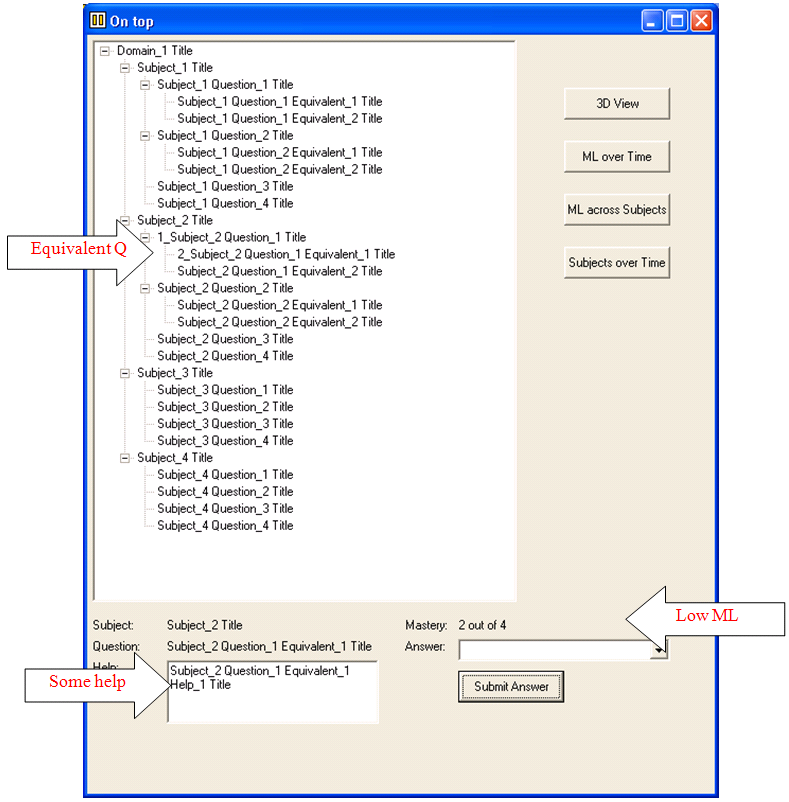 On top
Domain_1 Title
Subject_1 Title
Subject_1 Question_1 Title
Subject_1 Question_1 Equivalent_1 Title
Subject_1 Question_1 Equivalent_2 Title
Subject_1 Question_2 Title
Subject_1 Question_2 Equivalent_1 Title
Subject_1 Question_2 Equivalent_2 Title
Subject_1 Question_3 Title
Subject_1 Question_4 Title
Subject_2 Title
1_Subject_2 Question_1 Title
2_Subject_2 Question_1 Equivalent_1 Title
Subject_2 Question_1 Equivalent_2 Title
Subject_2 Question_2 Title
Subject_2 Question_2 Equivalent_1 Title
Subject_2 Question_2 Equivalent_2 Title
Subject_2 Question_3 Title
Subject_2 Question_4 Title
Subject_3 Title
Subject_3 Question_1 Title
Subject_3 Question_2 Title
Subject_3 Question_3 Title
Subject_3 Question_4 Title
Subject_4 Title
Subject_4 Question_1 Title
Subject_4 Question_2 Title
Subject_4 Question_3 Title
Subject_4 Question_4 Title
Equivalent Q
3D View
ML over Time
ML across Subjects
Subjects over Time
Subject: Subject_2 Title
Question: Subject_2 Question_1 Equivalent_1 Title
Help:
Subject_2 Question_1 Equivalent_1
Help_1 Title
Some help
Mastery: 2 out of 4
Answer:
Submit Answer
Low ML